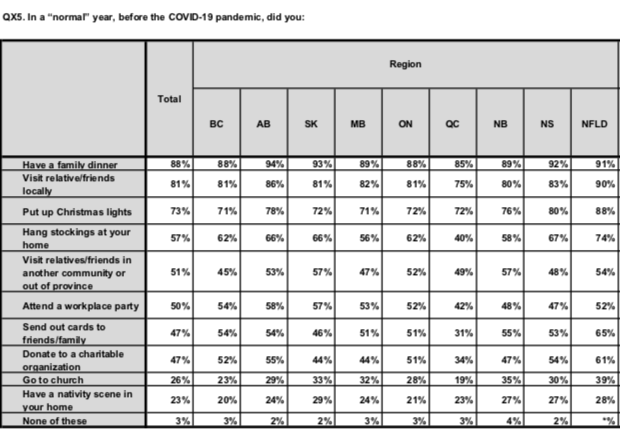 QX5. In a "normal" year, before the COVID-19 pandemic, did you:
Region
Total
BC AB SK MB ON QC NB NS NFLD
Have a family dinner 88% 88% 94% 93% 89% 88% 85% 89% 92% 91%
Visit relative/friends
locally 81% 81% 86% 81% 82% 81% 75% 80% 83% 90%
Put up Christmas lights 73% 71% 78% 72% 71% 72% 72% 76% 80% 88%
Hang stockings at your
home 57% 62% 66% 66% 56% 62% 40% 58% 67% 74%
Visit relatives/friends in
another community or 51% 45% 53% 57% 47% 52% 49% 57% 48% 54%
out of province
Attend a workplace party 50% 54% 58% 57% 53% 52% 42% 48% 47% 52%
Send out cards to
friends/family 47% 54% 54% 46% 51% 51% 31% 55% 53% 65%
Donate to a charitable
organization 47% 52% 55% 44% 44% 51% 34% 47% 54% 61%
Go to church 26% 23% 29% 33% 32% 28% 19% 35% 30% 39%
Have a nativity scene in
your home 23% 20% 24% 29% 24% 21% 23% 27% 27% 28%
None of these 3% 3% 2% 2% 3% 3% 3% 4% 2% *%